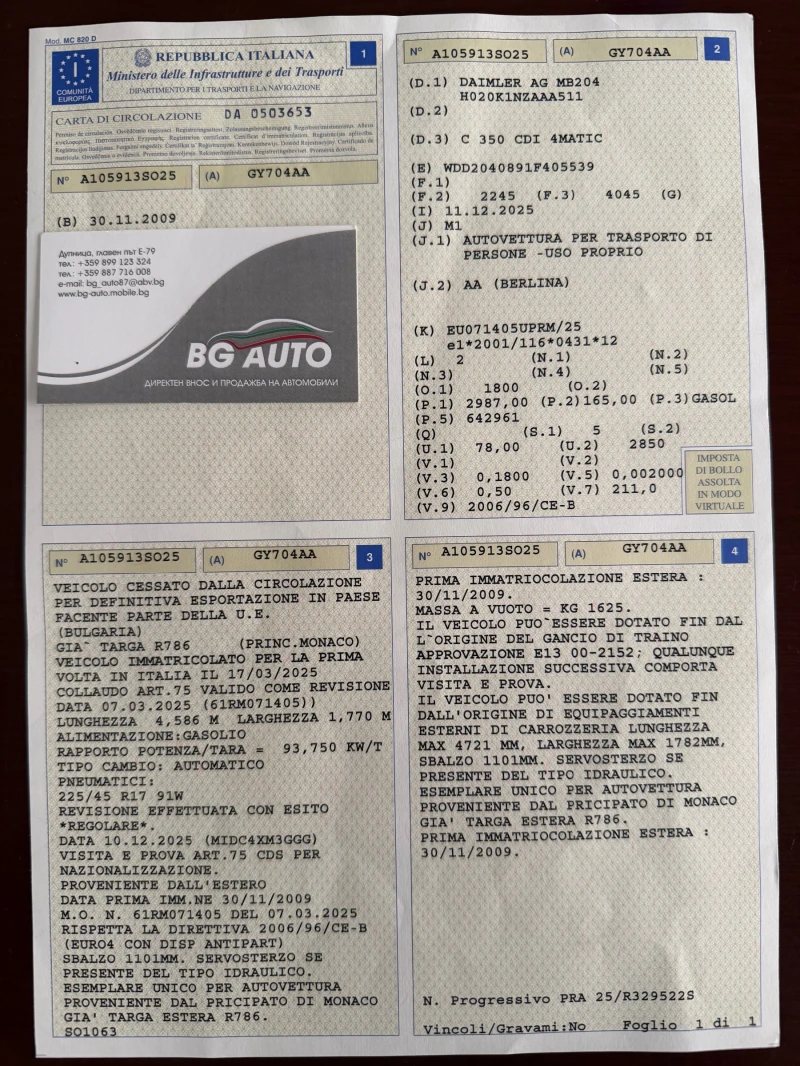 Mod. MC 820 D
COMUNITÀ
EUROPEA
I
REPUBBLICA ITALIANA
Ministero delle Infrastrutture e dei Trasporti
DIPARTIMENTO PER I TRASPORTI E LA NAVIGAZIONE
1
CARTA DI CIRCOLAZIONE DA 0503653
N° A105913SO25 (A) GY704AA
(B) 30.11.2009
Дупница, главен път Е-79
тел.: +359 899 123 324
тел.: +359 887 716 008
e-mail: bg_auto87@abv.bg
www.bg-auto.mobile.bg
BG AUTO
ДИРЕКТЕН ВНОС И ПРОДАЖБА НА АВТОМОБИЛИ
N° A105913SO25 (A) GY704AA 2
(D.1) DAIMLER AG MB204
H020K1NZAAA511
(D.2)
(D.3) C 350 CDI 4MATIC
(E) WDD2040891F405539
(F.1)
(F.2) 2245 (F.3) 4045 (G)
(I) 11.12.2025
(J) M1
(J.1) AUTOVETTURA PER TRASPORTO DI
PERSONE -USO PROPRIO
(J.2) AA (BERLINA)
(K) EU071405UPRM/25
e1*2001/116*0431*12
(L) 2 (N.1) (N.2)
(N.3) (N.4) (N.5)
(O.1) 1800 (O.2)
(P.1) 2987,00 (P.2)165,00 (P.3)GASOL
(P.5) 642961
(Q) (S.1) 5 (S.2)
(U.1) 78,00 (U.2) 2850
(V.1) (V.2)
(V.3) 0,1800 (V.5) 0,002000
(V.6) 0,50 (V.7) 211,0
(V.9) 2006/96/CE-B
IMPOSTA
DI BOLLO
ASSOLTA
IN MODO
VIRTUALE
N° A105913SO25 (A) GY704AA 3
VEICOLO CESSATO DALLA CIRCOLAZIONE
PER DEFINITIVA ESPORTAZIONE IN PAESE
FACENTE PARTE DELLA U.E.
(BULGARIA)
GIA` TARGA R786 (PRINC.MONACO)
VEICOLO IMMATRICOLATO PER LA PRIMA
VOLTA IN ITALIA IL 17/03/2025
COLLAUDO ART.75 VALIDO COME REVISIONE
DATA 07.03.2025 (61RM071405))
LUNGHEZZA 4,586 M LARGHEZZA 1,770 M
ALIMENTAZIONE:GASOLIO
RAPPORTO POTENZA/TARA = 93,750 KW/T
TIPO CAMBIO: AUTOMATICO
PNEUMATICI:
225/45 R17 91W
REVISIONE EFFETTUATA CON ESITO
*REGOLARE*.
DATA 10.12.2025 (MIDC4XM3GGG)
VISITA E PROVA ART.75 CDS PER
NAZIONALIZZAZIONE.
PROVENIENTE DALL'ESTERO
DATA PRIMA IMM.NE 30/11/2009
M.O. N. 61RM071405 DEL 07.03.2025
RISPETTA LA DIRETTIVA 2006/96/CE-B
(EURO4 CON DISP ANTIPART)
SBALZO 1101MM. SERVOSTERZO SE
PRESENTE DEL TIPO IDRAULICO.
ESEMPLARE UNICO PER AUTOVETTURA
PROVENIENTE DAL PRICIPATO DI MONACO
GIA' TARGA ESTERA R786.
SO1063
N° A105913SO25 (A) GY704AA 4
PRIMA IMMATRIOCOLAZIONE ESTERA :
30/11/2009.
MASSA A VUOTO = KG 1625.
IL VEICOLO PUO`ESSERE DOTATO FIN DAL
L`ORIGINE DEL GANCIO DI TRAINO
APPROVAZIONE E13 00-2152; QUALUNQUE
INSTALLAZIONE SUCCESSIVA COMPORTA
VISITA E PROVA.
IL VEICOLO PUO' ESSERE DOTATO FIN
DALL'ORIGINE DI EQUIPAGGIAMENTI
ESTERNI DI CARROZZERIA LUNGHEZZA
MAX 4721 MM, LARGHEZZA MAX 1782MM,
SBALZO 1101MM. SERVOSTERZO SE
PRESENTE DEL TIPO IDRAULICO.
ESEMPLARE UNICO PER AUTOVETTURA
PROVENIENTE DAL PRICIPATO DI MONACO
GIA' TARGA ESTERA R786.
PRIMA IMMATRIOCOLAZIONE ESTERA :
30/11/2009.
N. Progressivo PRA 25/R329522S
Vincoli/Gravami:No Foglio 1 di 1